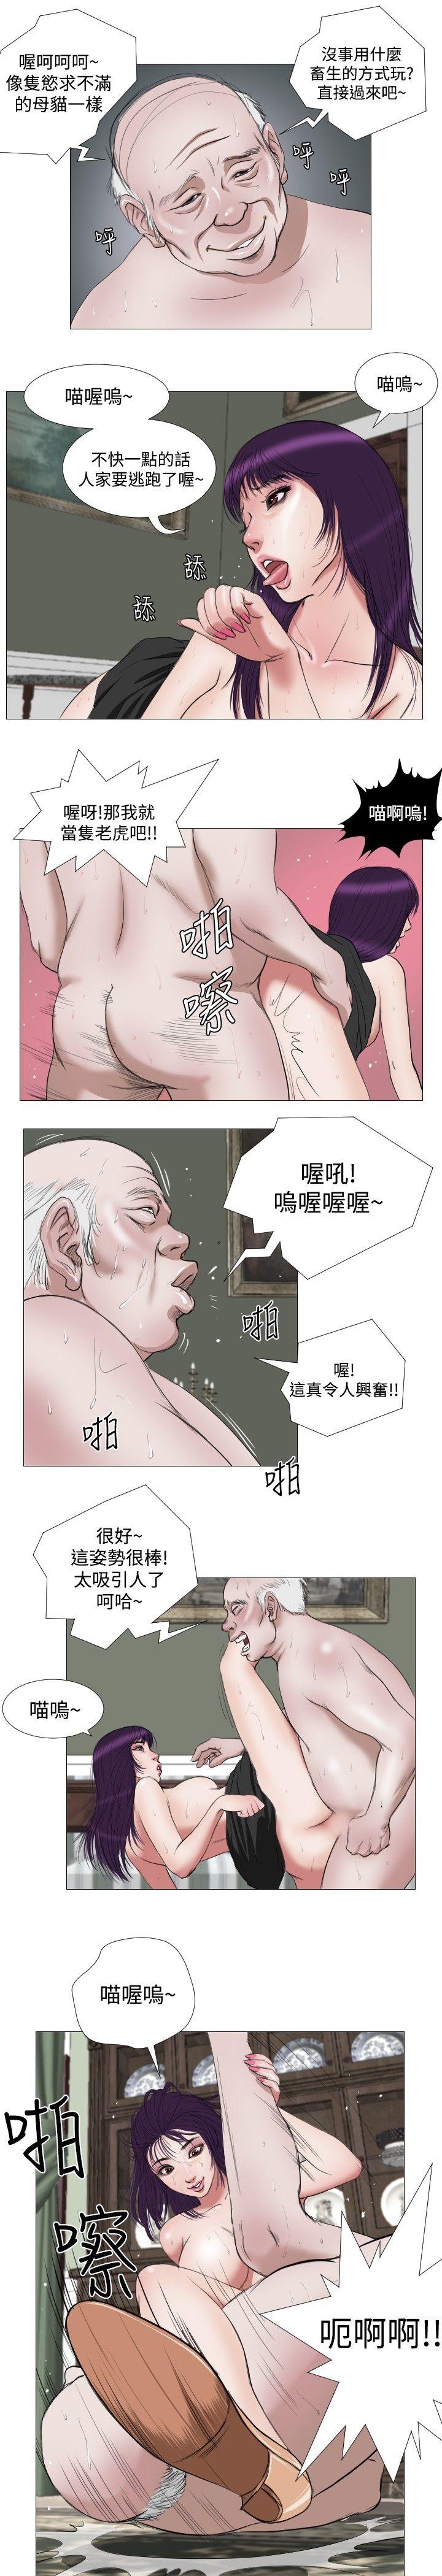 喔呵呵呵~
像隻慾求不滿
的母貓一樣
沒事用什麼
畜生的方式玩?
直接過來吧~
呼
呼
呼
喵嗚~
喵喔嗚~
不快一點的話
人家要逃跑了喔~
舔
舔
喔呀!那我就
當隻老虎吧!!
喵啊嗚!
啪
嚓
喔吼!
嗚喔喔喔~
啪
喔!
這真令人興奮!!
啪
啪
很好~
這姿勢很棒!
太吸引人了
呵哈~
喵嗚~
喵喔嗚~
啪
嚓
呃啊啊!!